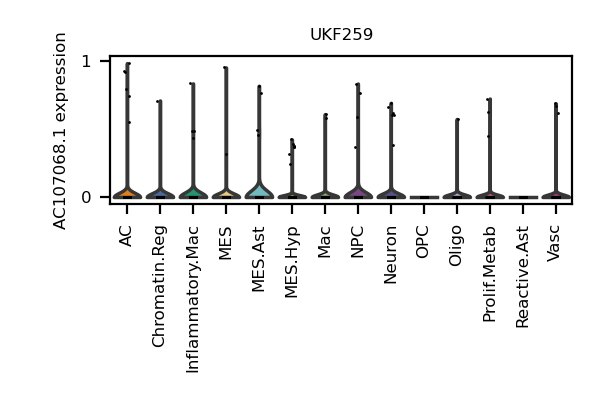 UKF259
AC107068.1 expression
1
0
AC
Chromatin.Reg
Inflammatory.Mac
MES
MES.Ast
MES.Hyp
Mac
NPC
Neuron
OPC
Oligo
Prolif.Metab
Reactive.Ast
Vasc